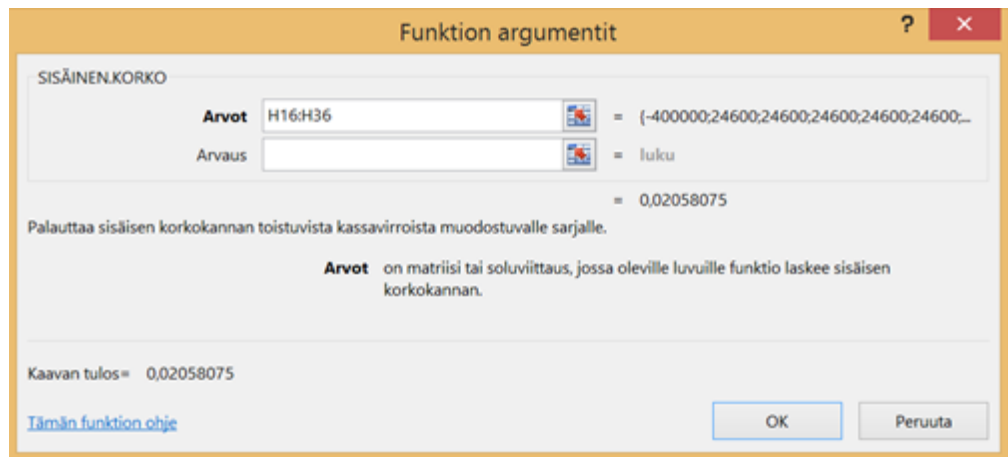 Funktion argumentit
?
SISÄINEN.KORKO
Arvot H16:H36 = {-400000;24600;24600;24600;24600;24600;...
Arvaus = luku
= 0,02058075
Palauttaa sisäisen korkokannan toistuvista kassavirroista muodostuvalle sarjalle.
Arvot on matriisi tai soluviittaus, jossa oleville luvuille funktio laskee sisäisen
korkokannan.
Kaavan tulos= 0,02058075
Tämän funktion ohje
OK Peruuta